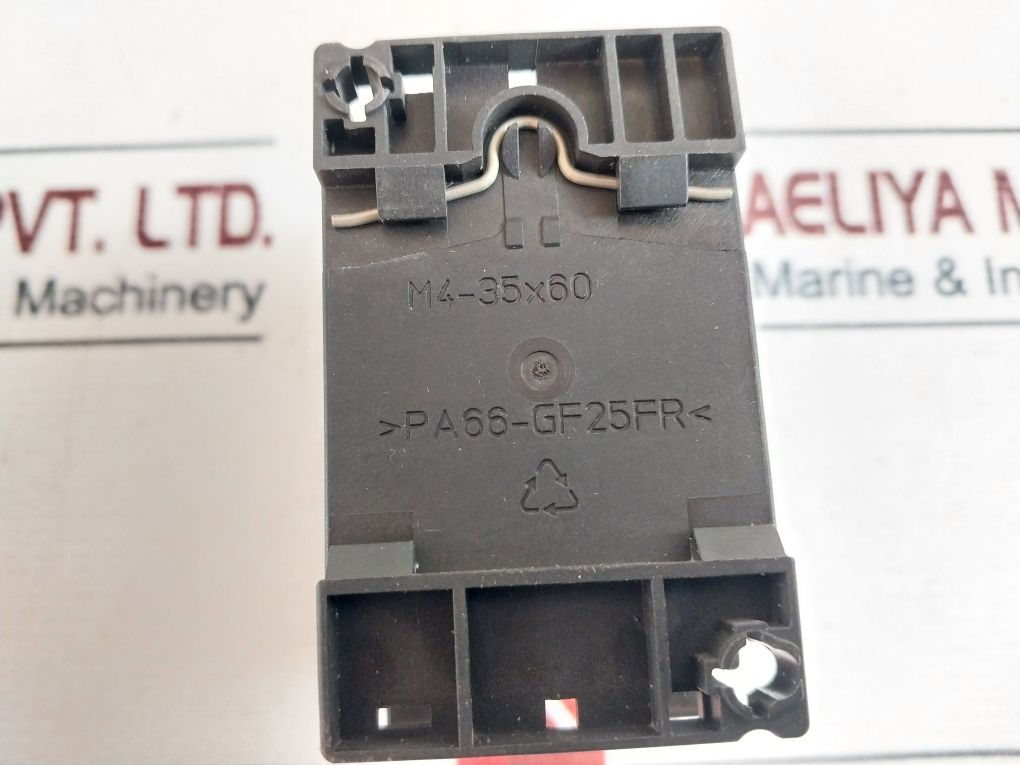 PVT. LTD.
Machinery
AELIYA M
Marine & In
M4-35x60
>PA66-GF25FR<